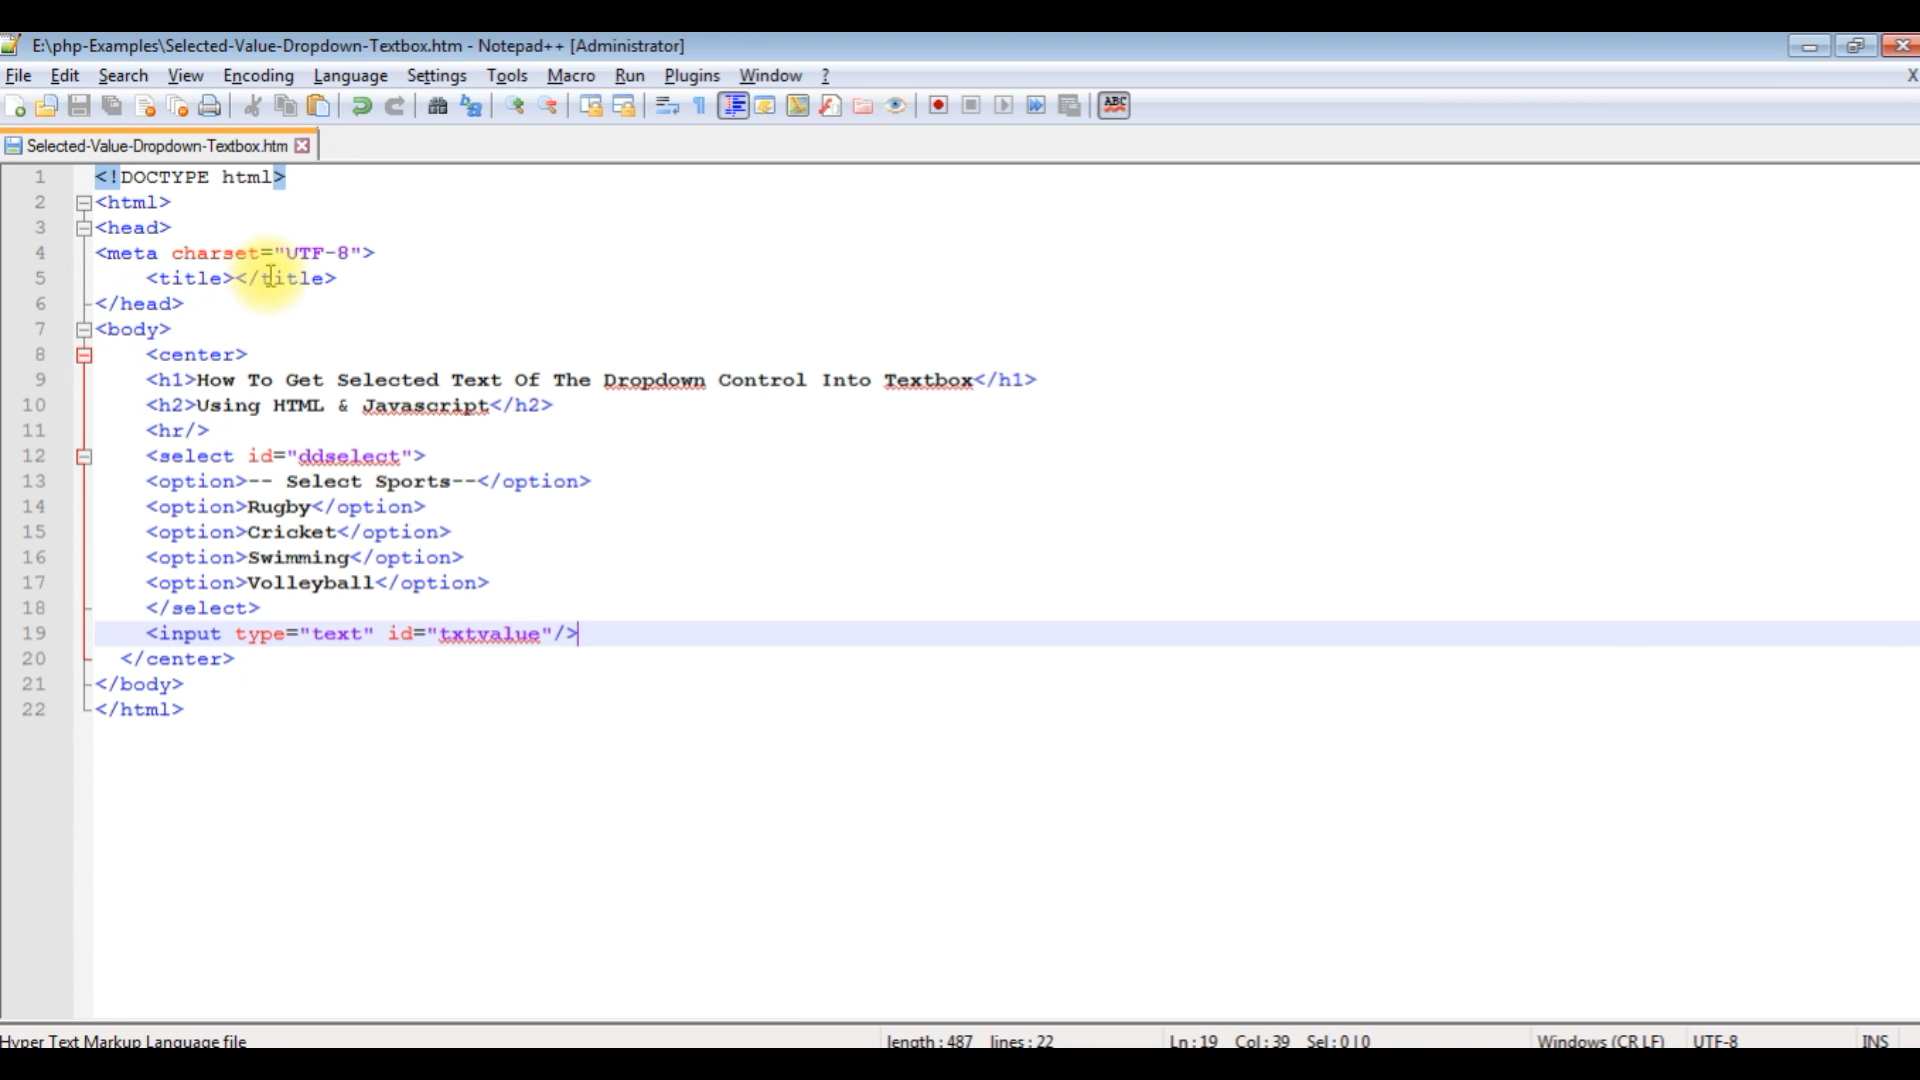 E:\php-Examples\Selected-Value-Dropdown-Textbox.htm - Notepad++ [Administrator]
File Edit Search View Encoding Language Settings Tools Macro Run Plugins Window ? X
ABC
Selected-Value-Dropdown-Textbox.htm
1 <!DOCTYPE html>
2 <html>
3 <head>
4 <meta charset="UTF-8">
5 <title></title>
6 </head>
7 <body>
8 <center>
9 <h1>How To Get Selected Text Of The Dropdown Control Into Textbox</h1>
10 <h2>Using HTML & Javascript</h2>
11 <hr/>
12 <select id="ddselect">
13 <option>-- Select Sports--</option>
14 <option>Rugby</option>
15 <option>Cricket</option>
16 <option>Swimming</option>
17 <option>Volleyball</option>
18 </select>
19 <input type="text" id="txtvalue"/>
20 </center>
21 </body>
22 </html>
Hyper Text Markup Language file length : 487 lines : 22 Ln : 19 Col : 39 Sel : 0 | 0 Windows (CR LF) UTF-8 INS